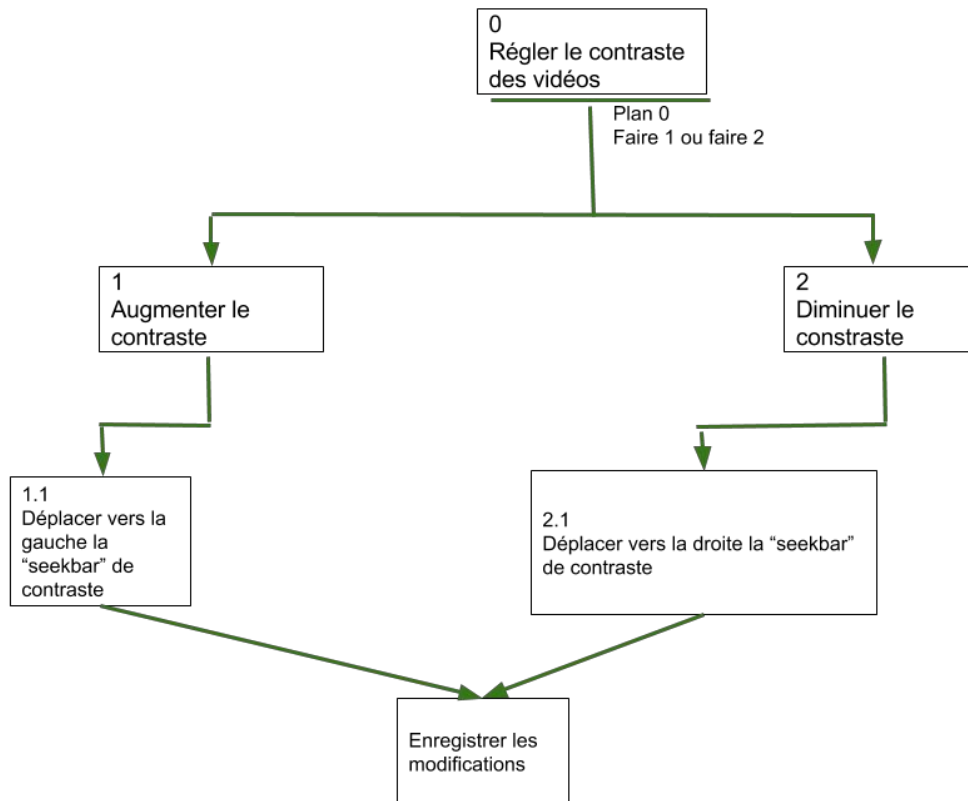 0
Régler le contraste
des vidéos
Plan 0
Faire 1 ou faire 2
1
Augmenter le
contraste
2
Diminuer le
constraste
1.1
Déplacer vers la
gauche la
“seekbar” de
contraste
2.1
Déplacer vers la droite la “seekbar”
de contraste
Enregistrer les
modifications